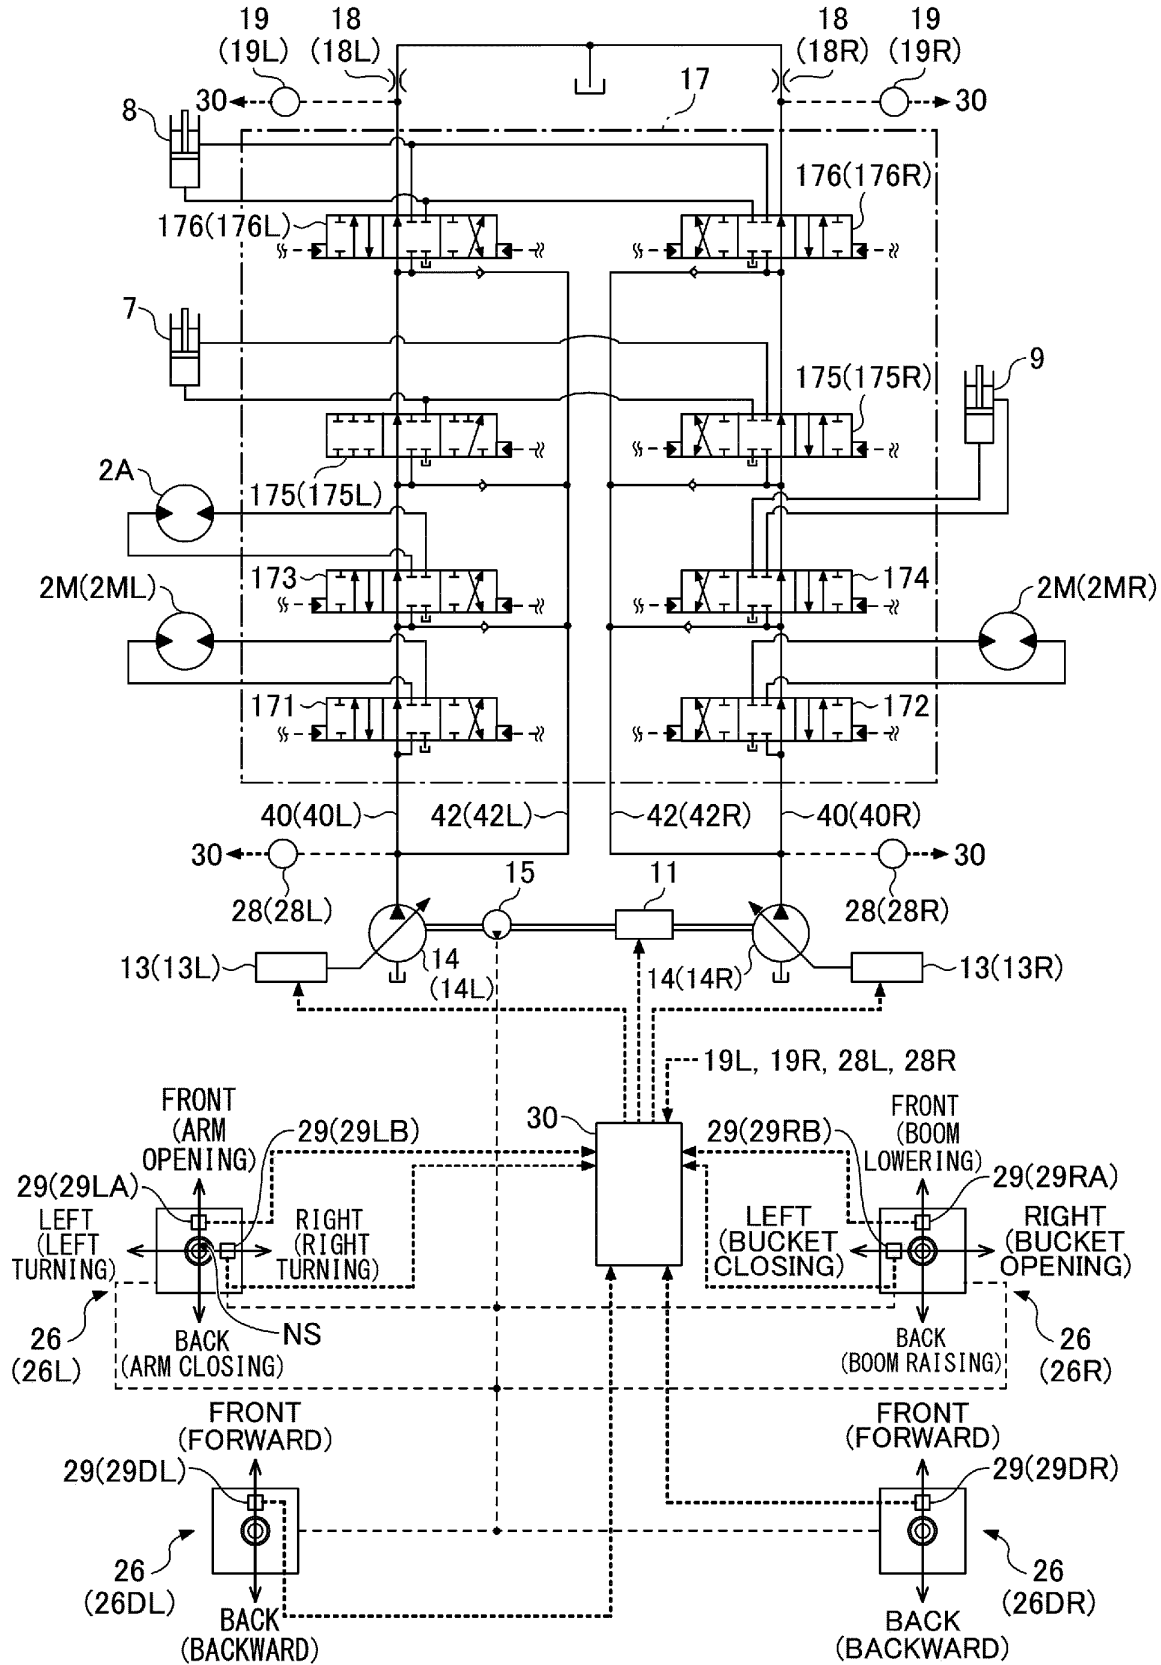 19 18 18 19
(19L) (18L) (18R) (19R)
30 17 30
8
176(176R)
176(176L)
7
9
175(175R)
2A
175(175L)
173 174
2M(2ML) 2M(2MR)
171 172
40(40L) 42(42L) 42(42R) 40(40R)
30 15 11 30
28(28L) 28(28R)
13(13L) 14 14(14R) 13(13R)
(14L)
19L, 19R, 28L, 28R
FRONT
(ARM
OPENING)
29(29LB)
30
29(29RB)
FRONT
(BOOM
LOWERING)
29(29LA)
29(29RA)
LEFT
(LEFT
TURNING)
RIGHT
(RIGHT
TURNING)
LEFT
(BUCKET
CLOSING)
RIGHT
(BUCKET
OPENING)
26
(26L)
BACK
(ARM CLOSING)
NS
BACK
(BOOM RAISING)
26
(26R)
FRONT
(FORWARD)
FRONT
(FORWARD)
29(29DL)
29(29DR)
26
(26DL)
26
(26DR)
BACK
(BACKWARD)
BACK
(BACKWARD)